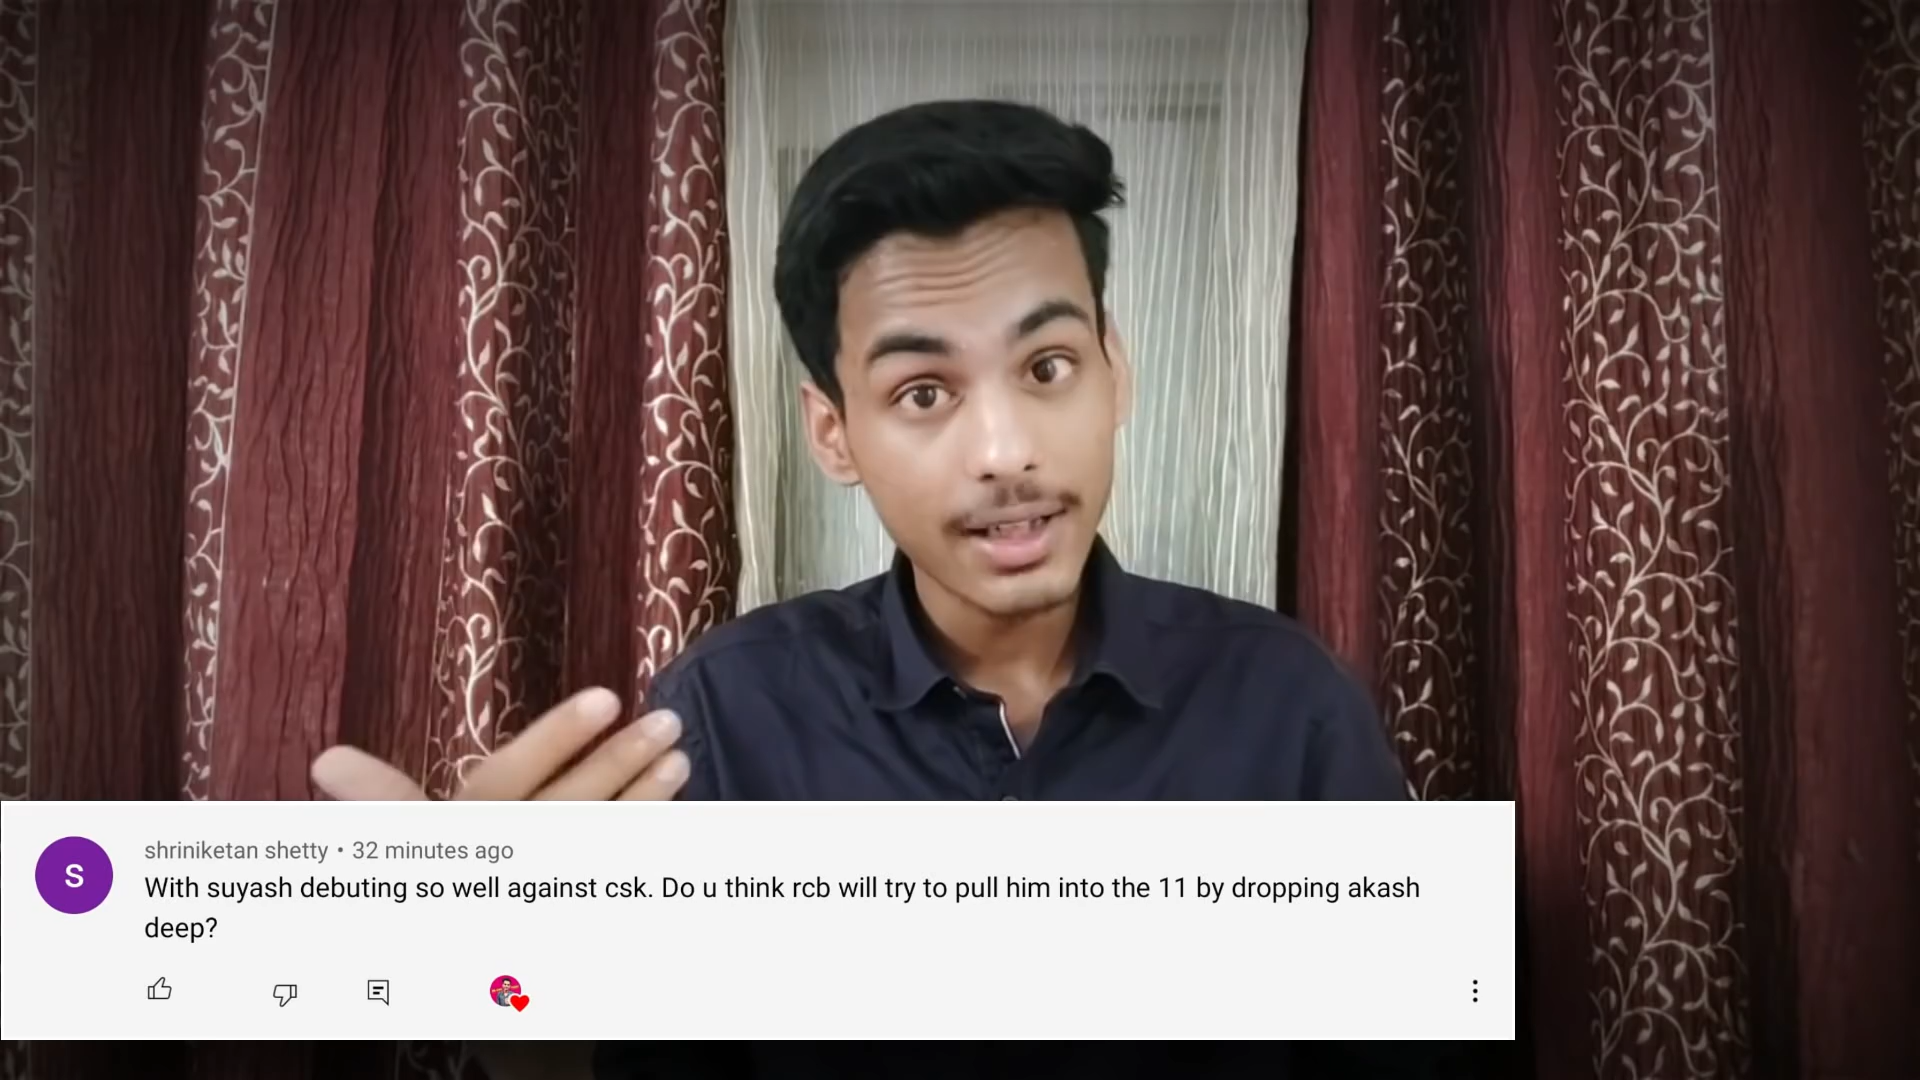 S
shriniketan shetty • 32 minutes ago
With suyash debuting so well against csk. Do u think rcb will try to pull him into the 11 by dropping akash
deep?